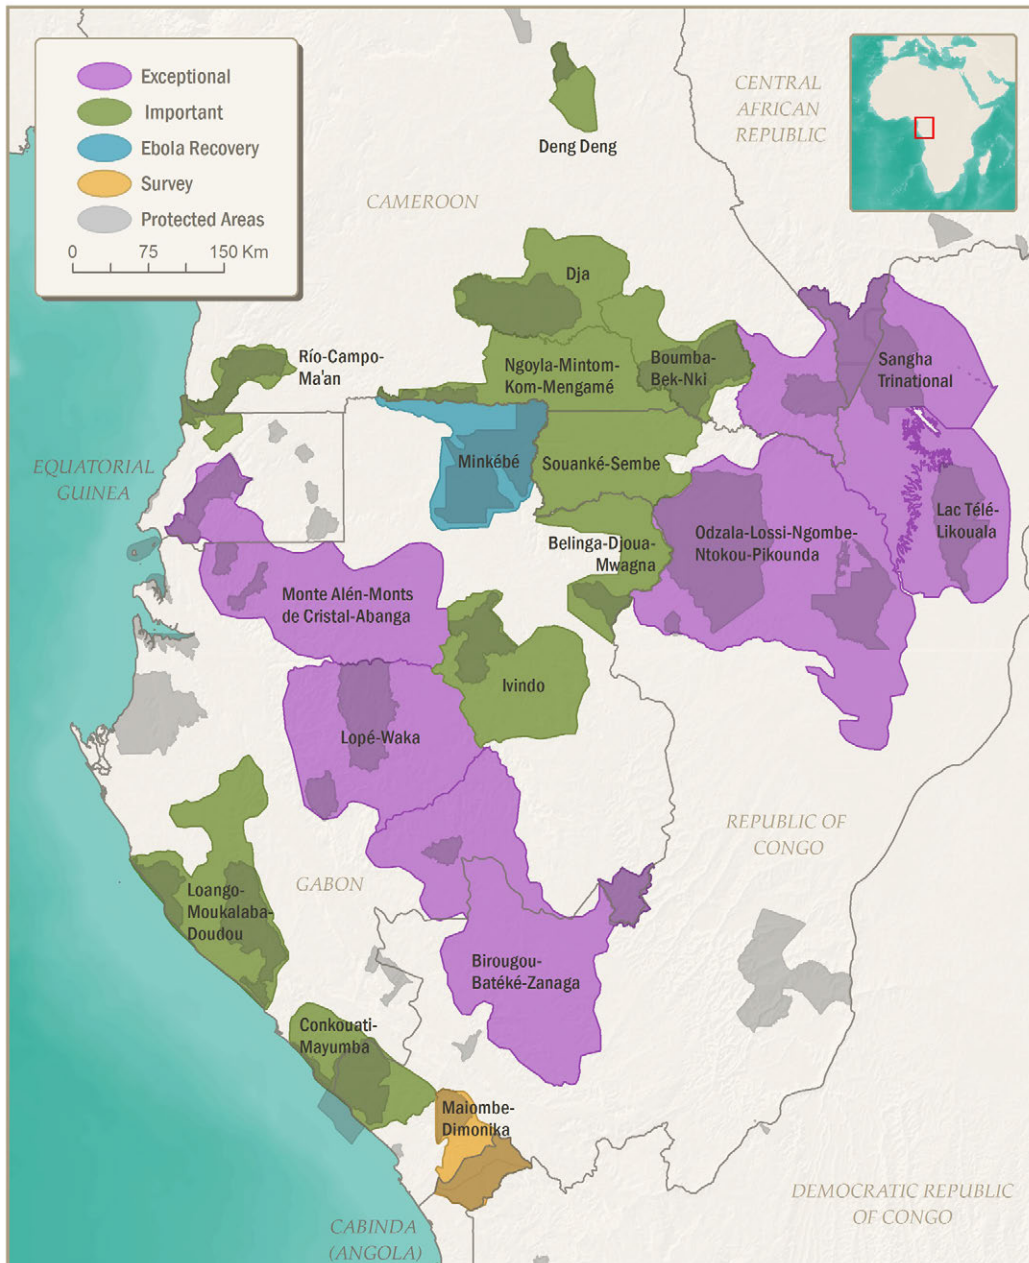 Exceptional
Important
Ebola Recovery
Survey
Protected Areas
0 75 150 Km
CENTRAL
AFRICAN
REPUBLIC
Deng Deng
CAMEROON
Dja
Río-Campo-
Ma'an
Ngoyla-Mintom-
Kom-Mengamé
Boumba-
Bek-Nki
Sangha
Trinational
EQUATORIAL
GUINEA
Minkébé
Souanké-Sembe
Lac Télé-
Likouala
Belinga-Djoua-
Mwagna
Odzala-Lossi-Ngombe-
Ntokou-Pikounda
Monte Alén-Monts
de Cristal-Abanga
Ivindo
Lopé-Waka
REPUBLIC OF
CONGO
GABON
Loango-
Moukalaba-
Doudou
Birougou-
Batéké-Zanaga
Conkouati-
Mayumba
Maiombe-
Dimonika
DEMOCRATIC REPUBLIC
OF CONGO
CABINDA
(ANGOLA)